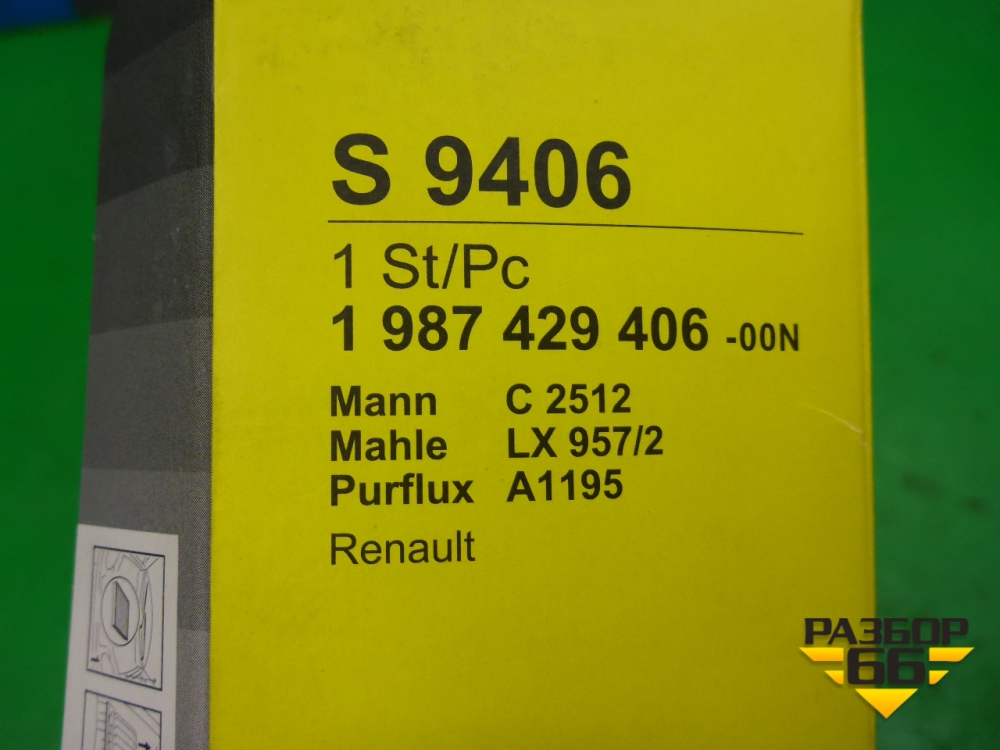 S 9406
1 St/Pc
1 987 429 406 -00N
Mann C 2512
Mahle LX 957/2
Purflux A1195
Renault
РАЗБОР
66